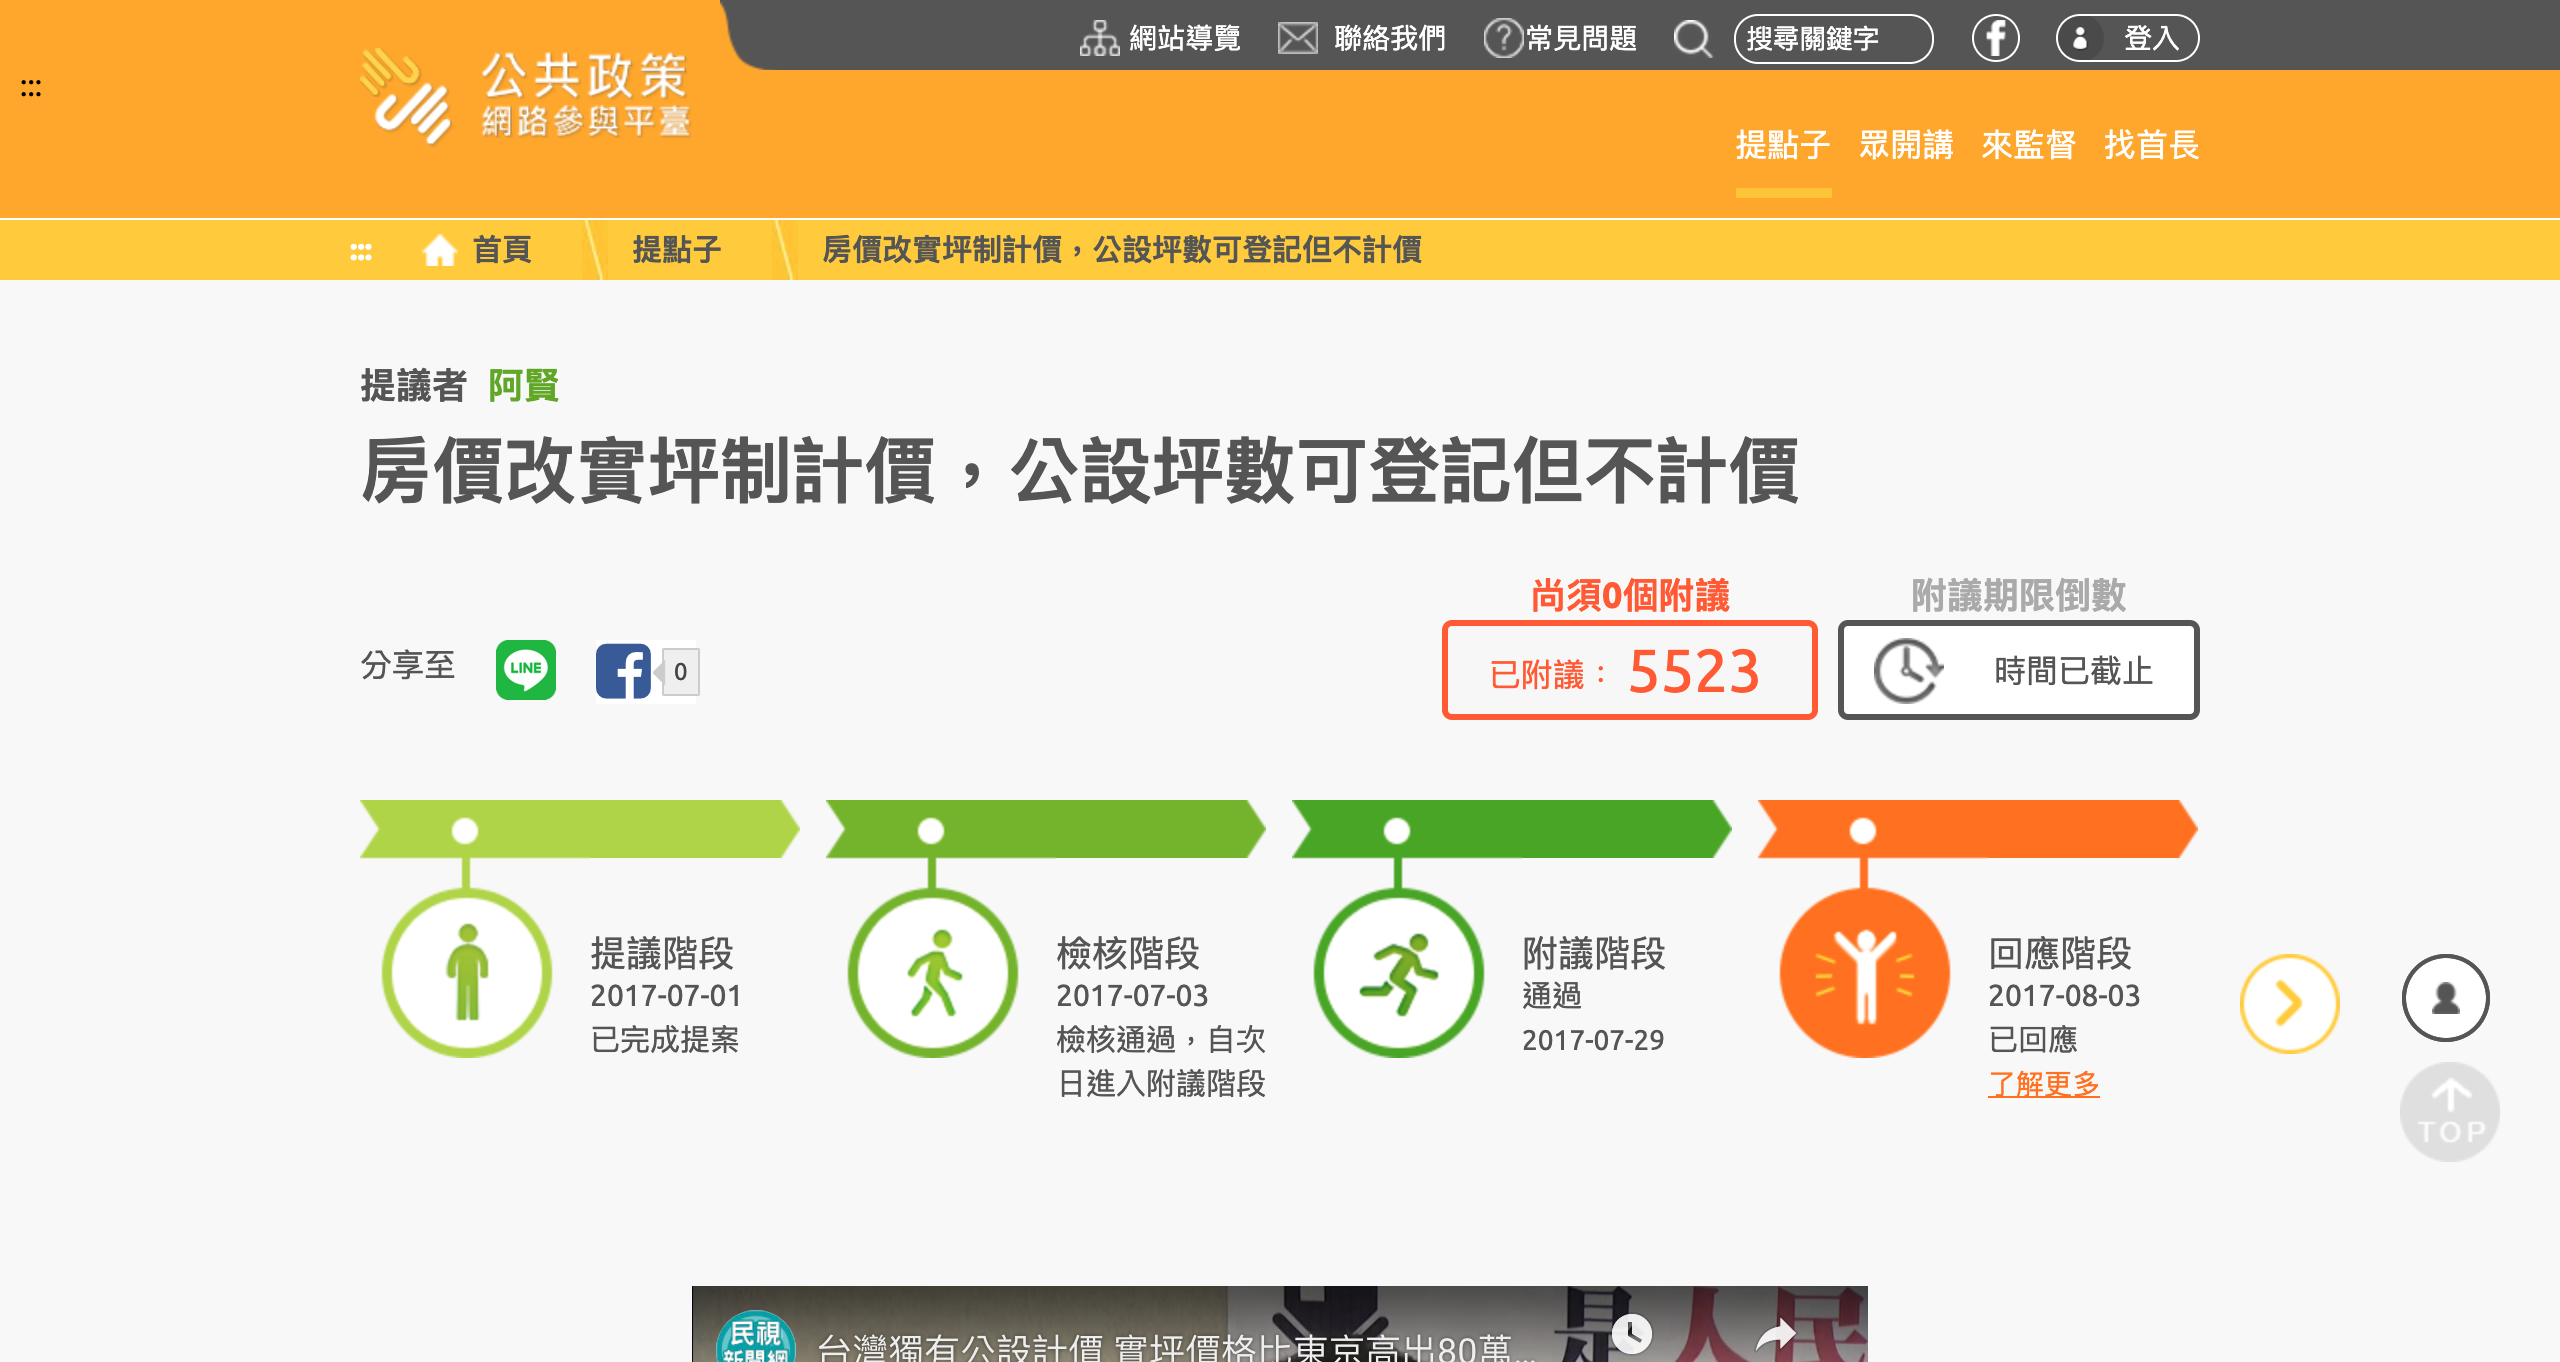 網站導覽
聯絡我們
常見問題
搜尋關鍵字
登入
公共政策
網路參與平臺
提點子
眾開講
來監督
找首長
首頁
提點子
房價改實坪制計價，公設坪數可登記但不計價
提議者 阿賢
房價改實坪制計價，公設坪數可登記但不計價
分享至
LINE
0
尚須0個附議
已附議： 5523
附議期限倒數
時間已截止
提議階段
2017-07-01
已完成提案
檢核階段
2017-07-03
檢核通過，自次
日進入附議階段
附議階段
通過
2017-07-29
回應階段
2017-08-03
已回應
了解更多
TOP
民視
新聞網
台灣獨有公設計價 實坪價格比東京高出80萬...
是人民